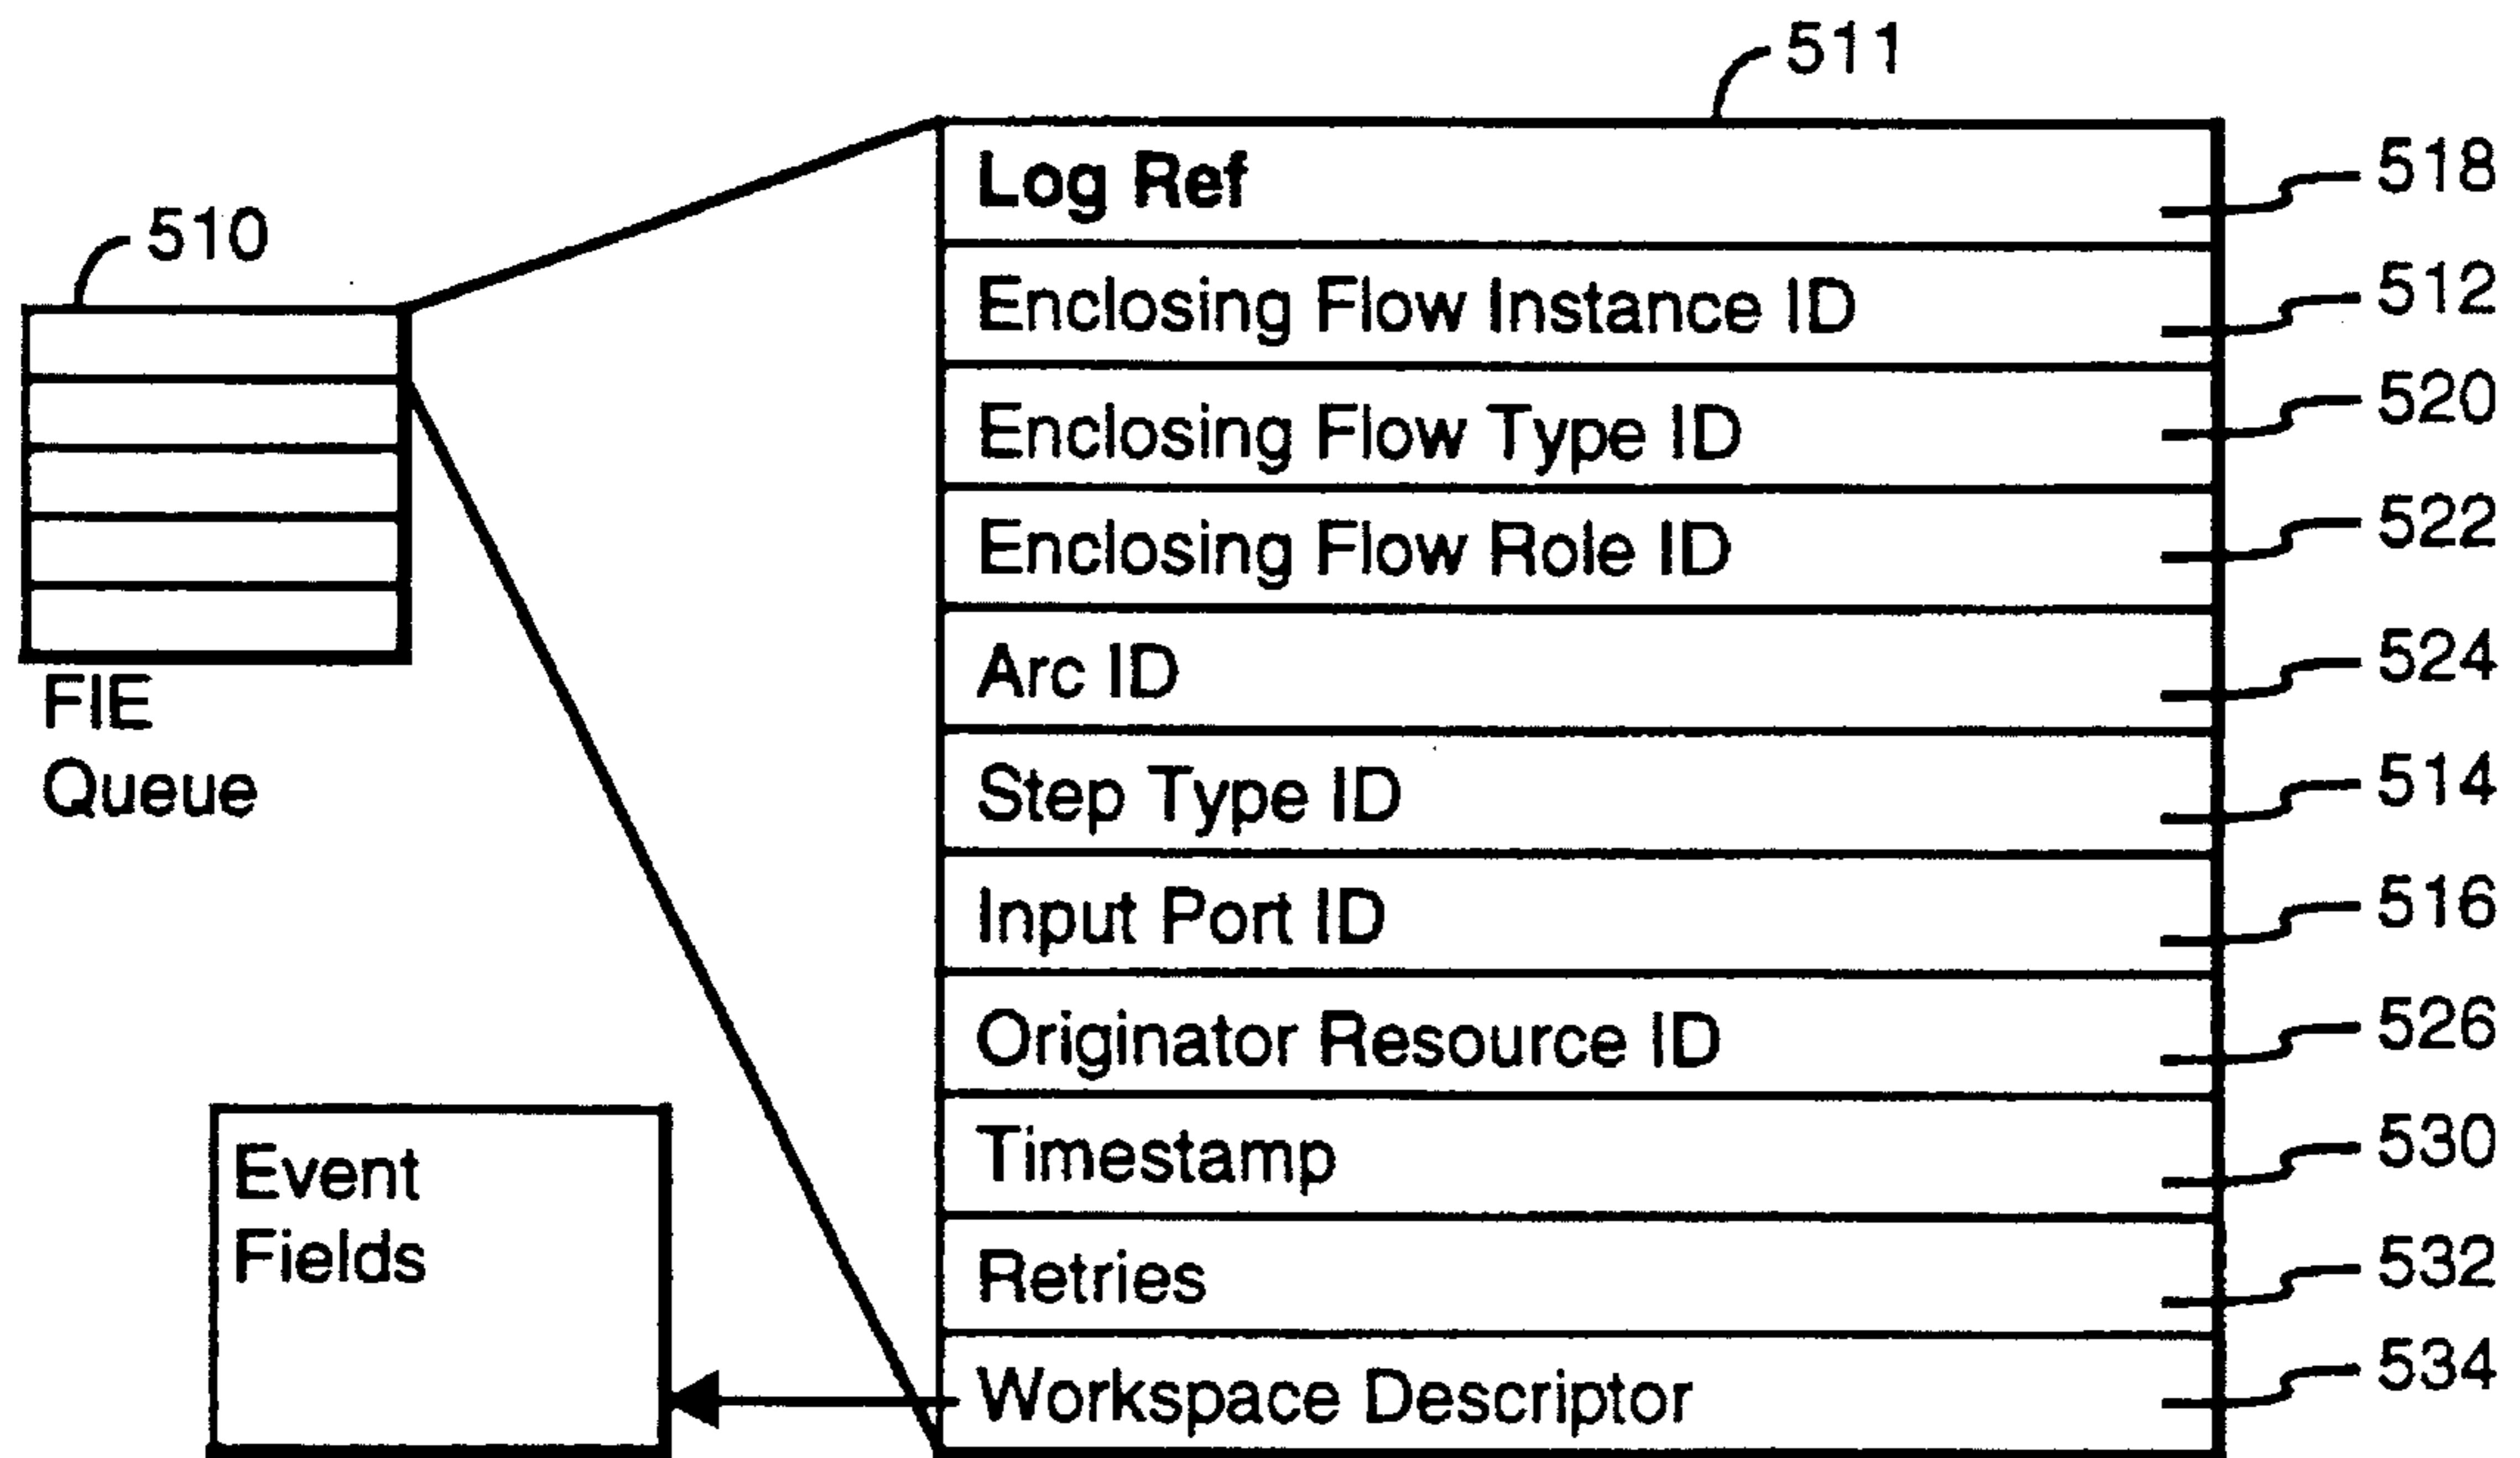 511
Log Ref 518
510
Enclosing Flow Instance ID 512
Enclosing Flow Type ID 520
Enclosing Flow Role ID 522
Arc ID 524
FIE
Queue
Step Type ID 514
Input Port ID 516
Originator Resource ID 526
Timestamp 530
Event
Fields
Retries 532
Workspace Descriptor 534